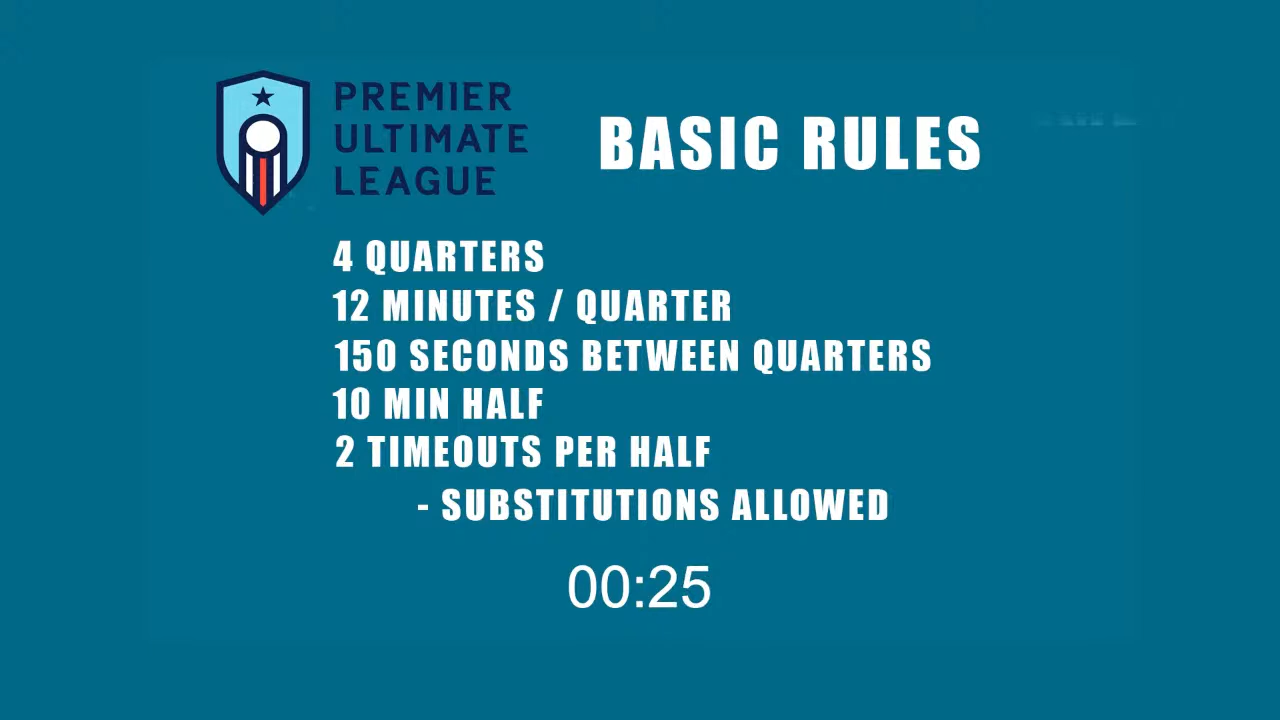 PREMIER
ULTIMATE
LEAGUE
BASIC RULES
4 QUARTERS
12 MINUTES / QUARTER
150 SECONDS BETWEEN QUARTERS
10 MIN HALF
2 TIMEOUTS PER HALF
- SUBSTITUTIONS ALLOWED
00:25